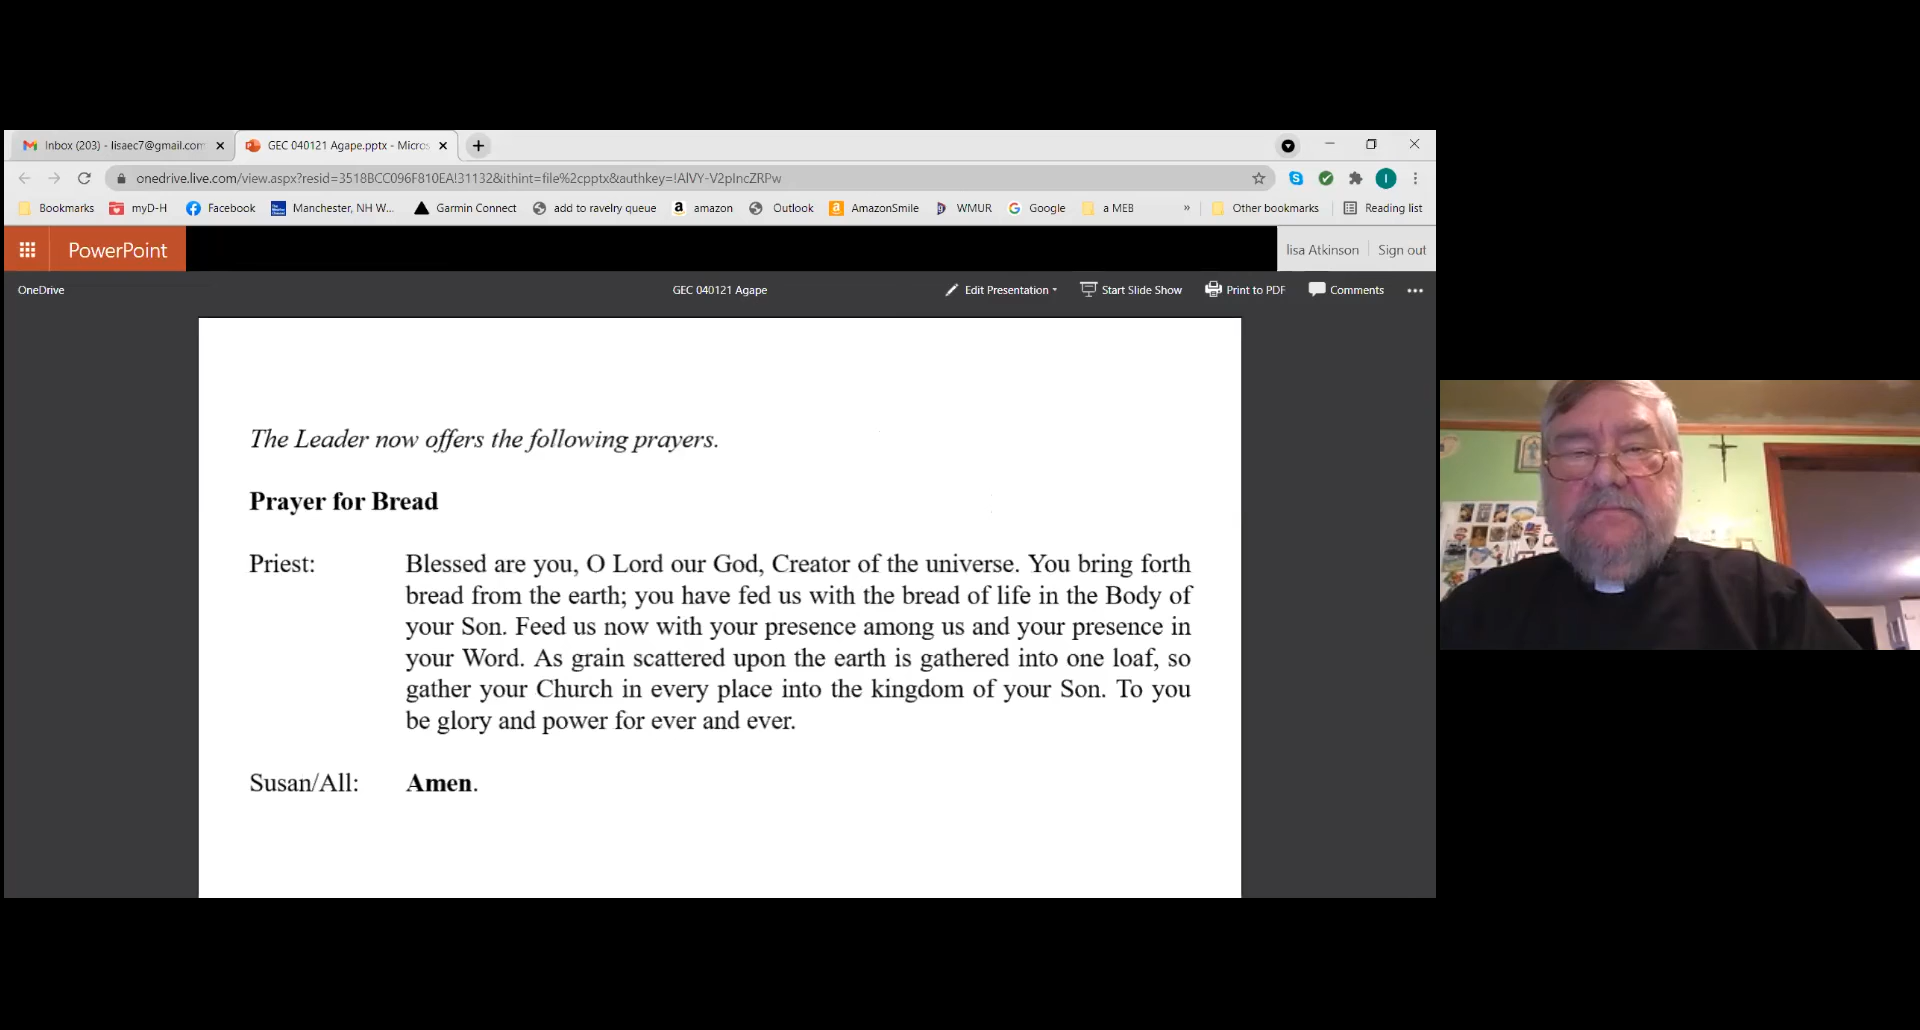 Inbox (203) - lisaec7@gmail.com
GEC 040121 Agape.pptx - Micros
onedrive.live.com/view.aspx?resid=3518BCC096F810EA!31132&ithint=file%2cpptx&authkey=!AIVY-V2pIncZRPw
Bookmarks myD-H Facebook Manchester, NH W... Garmin Connect add to ravelry queue amazon Outlook AmazonSmile WMUR Google a MEB » Other bookmarks Reading list
PowerPoint lisa Atkinson Sign out
OneDrive GEC 040121 Agape Edit Presentation Start Slide Show Print to PDF Comments
The Leader now offers the following prayers.
Prayer for Bread
Priest: Blessed are you, O Lord our God, Creator of the universe. You bring forth
bread from the earth; you have fed us with the bread of life in the Body of
your Son. Feed us now with your presence among us and your presence in
your Word. As grain scattered upon the earth is gathered into one loaf, so
gather your Church in every place into the kingdom of your Son. To you
be glory and power for ever and ever.
Susan/All: Amen.